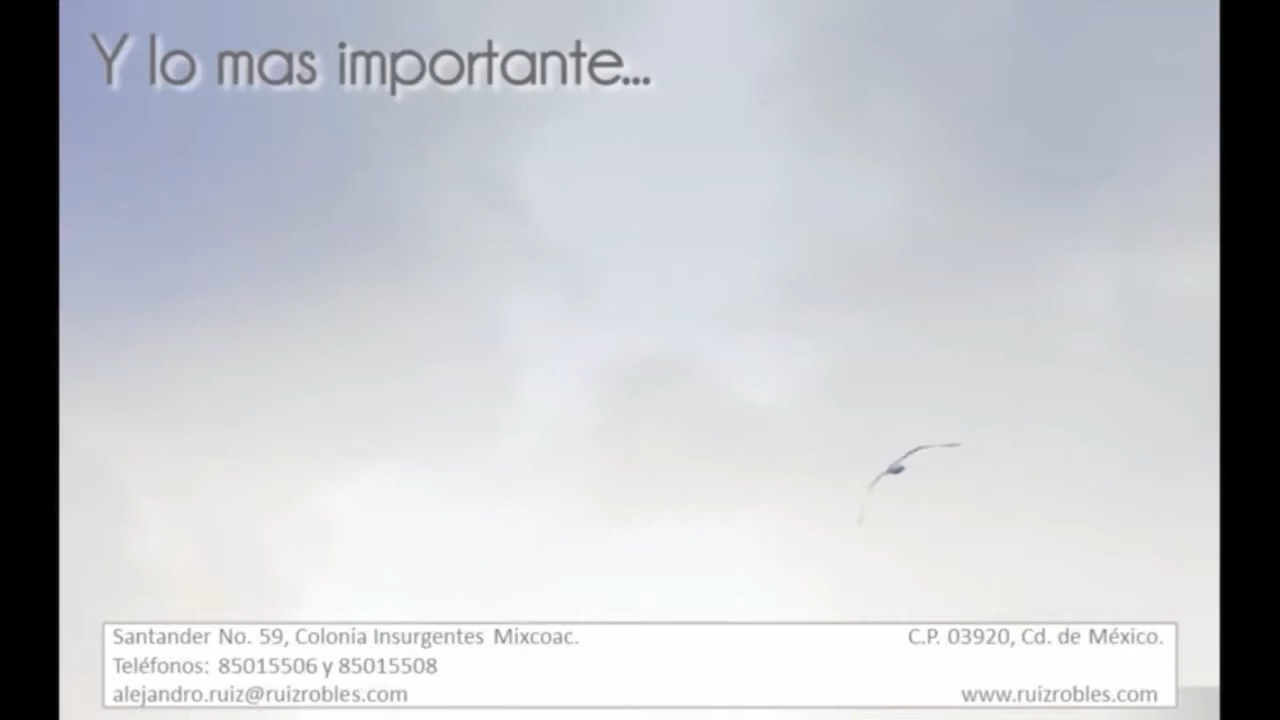 Y lo mas importante...
Santander No. 59, Colonia Insurgentes Mixcoac. C.P. 03920, Cd. de México.
Teléfonos: 85015506 y 85015508
alejandro.ruiz@ruizrobles.com www.ruizrobles.com